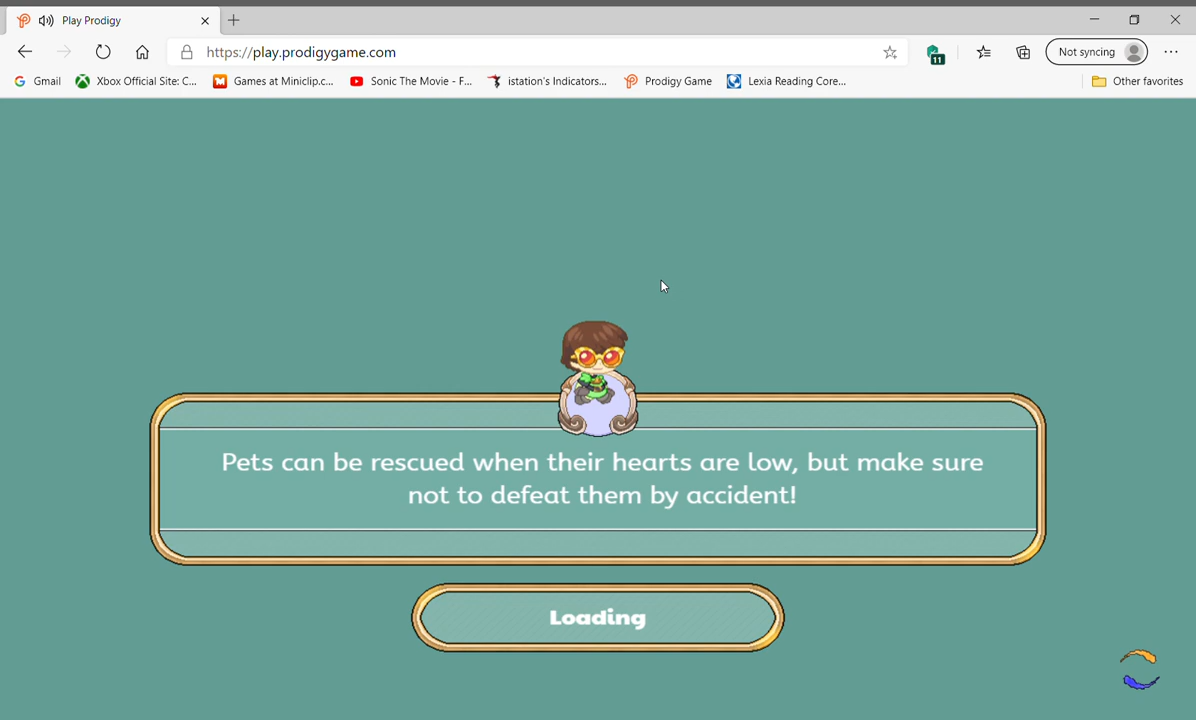 Play Prodigy
https://play.prodigygame.com
11
Not syncing
Gmail
Xbox Official Site: C...
Games at Miniclip.c...
Sonic The Movie - F...
istation's Indicators...
Prodigy Game
Lexia Reading Core...
Other favorites
Pets can be rescued when their hearts are low, but make sure
not to defeat them by accident!
Loading